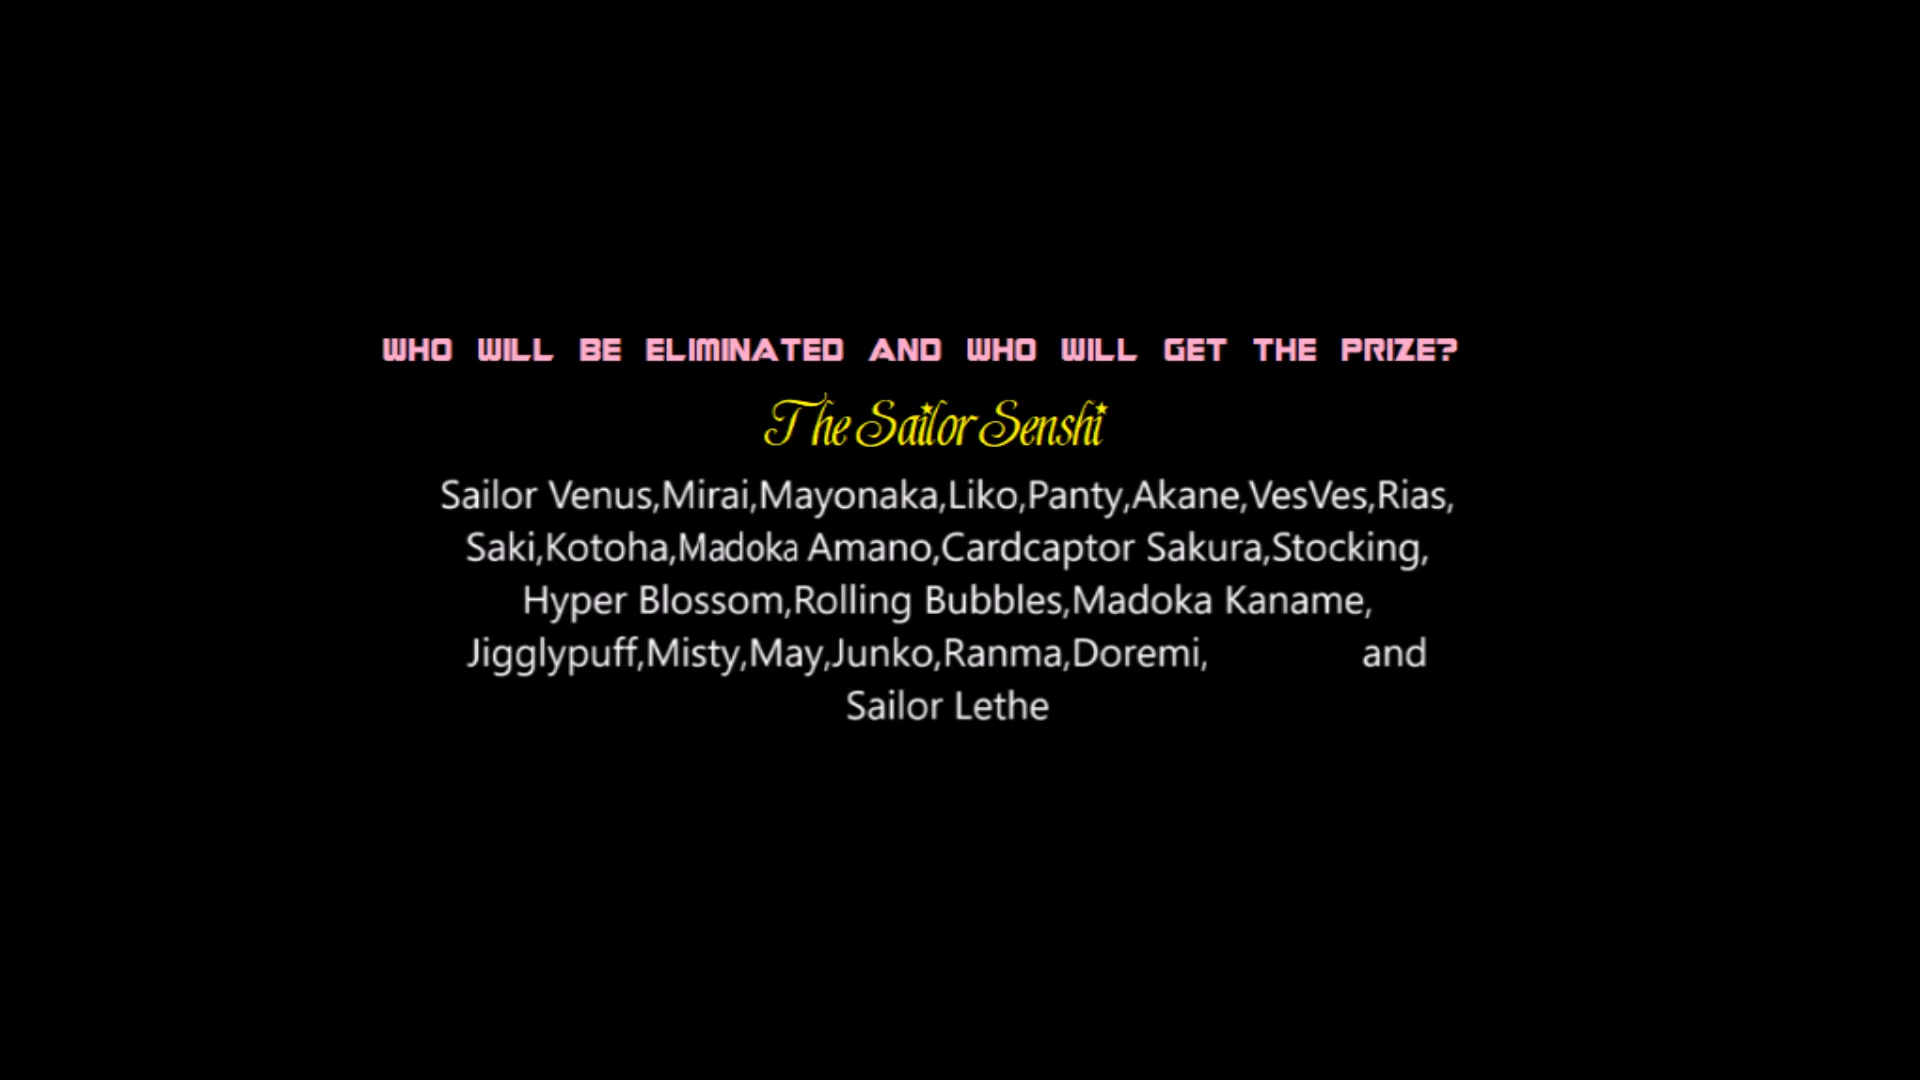 WHO WILL BE ELIMINATED AND WHO WILL GET THE PRIZE?
The Sailor Senshi
Sailor Venus,Mirai,Mayonaka,Liko,Panty,Akane,VesVes,Rias,
Saki,Kotoha,Madoka Amano,Cardcaptor Sakura,Stocking,
Hyper Blossom,Rolling Bubbles,Madoka Kaname,
Jigglypuff,Misty,May,Junko,Ranma,Doremi, and
Sailor Lethe